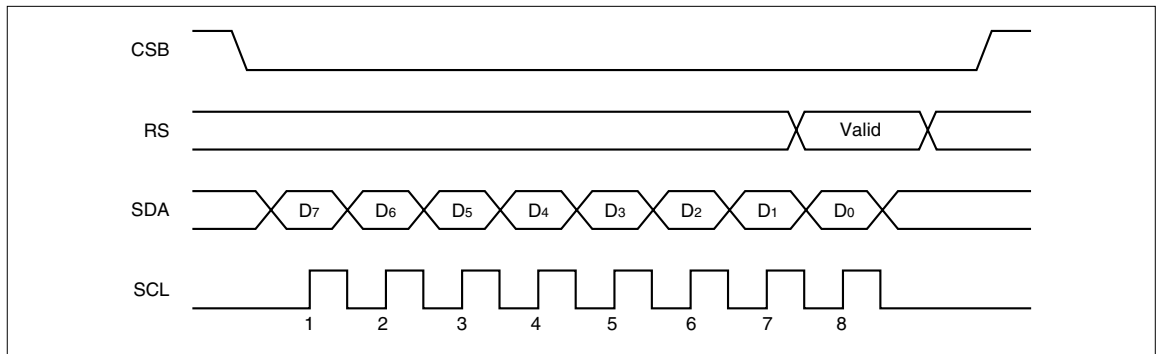 CSB
RS Valid
SDA D7 D6 D5 D4 D3 D2 D1 D0
SCL
1 2 3 4 5 6 7 8